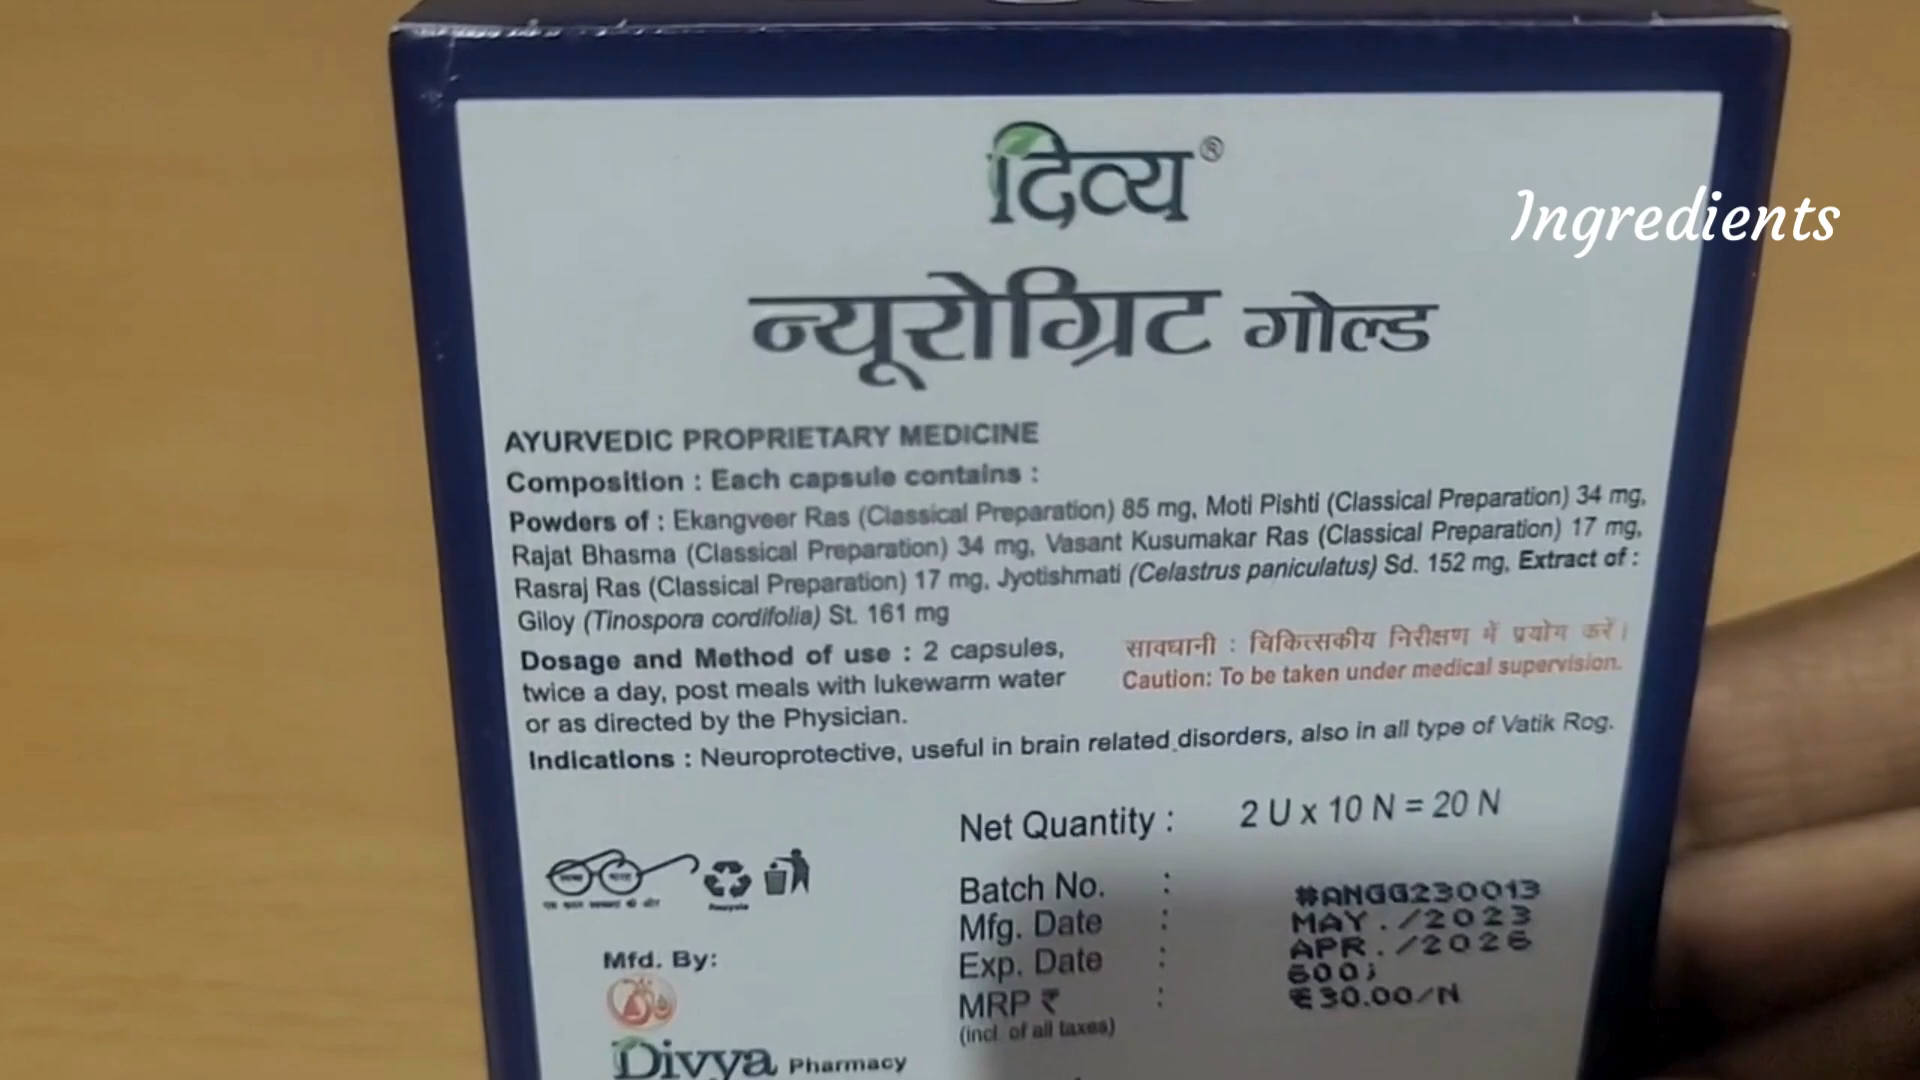 दिव्य®
Ingredients
न्यूरोग्रिट गोल्ड
AYURVEDIC PROPRIETARY MEDICINE
Composition : Each capsule contains :
Powders of : Ekangveer Ras (Classical Preparation) 85 mg, Moti Pishti (Classical Preparation) 34 mg,
Rajat Bhasma (Classical Preparation) 34 mg, Vasant Kusumakar Ras (Classical Preparation) 17 mg,
Rasraj Ras (Classical Preparation) 17 mg, Jyotishmati (Celastrus paniculatus) Sd. 152 mg, Extract of :
Giloy (Tinospora cordifolia) St. 161 mg
Dosage and Method of use : 2 capsules,
twice a day, post meals with lukewarm water
or as directed by the Physician.
सावधानी : चिकित्सकीय निरीक्षण में प्रयोग करें।
Caution: To be taken under medical supervision.
Indications : Neuroprotective, useful in brain related disorders, also in all type of Vatik Rog.
Net Quantity : 2 U x 10 N = 20 N
Batch No. : #ANGG230013
Mfg. Date : MAY./2023
Exp. Date : APR./2026
MRP ₹ : 600;
30.00/N
(incl. of all taxes)
Recycle
Mfd. By:
Divya Pharmacy